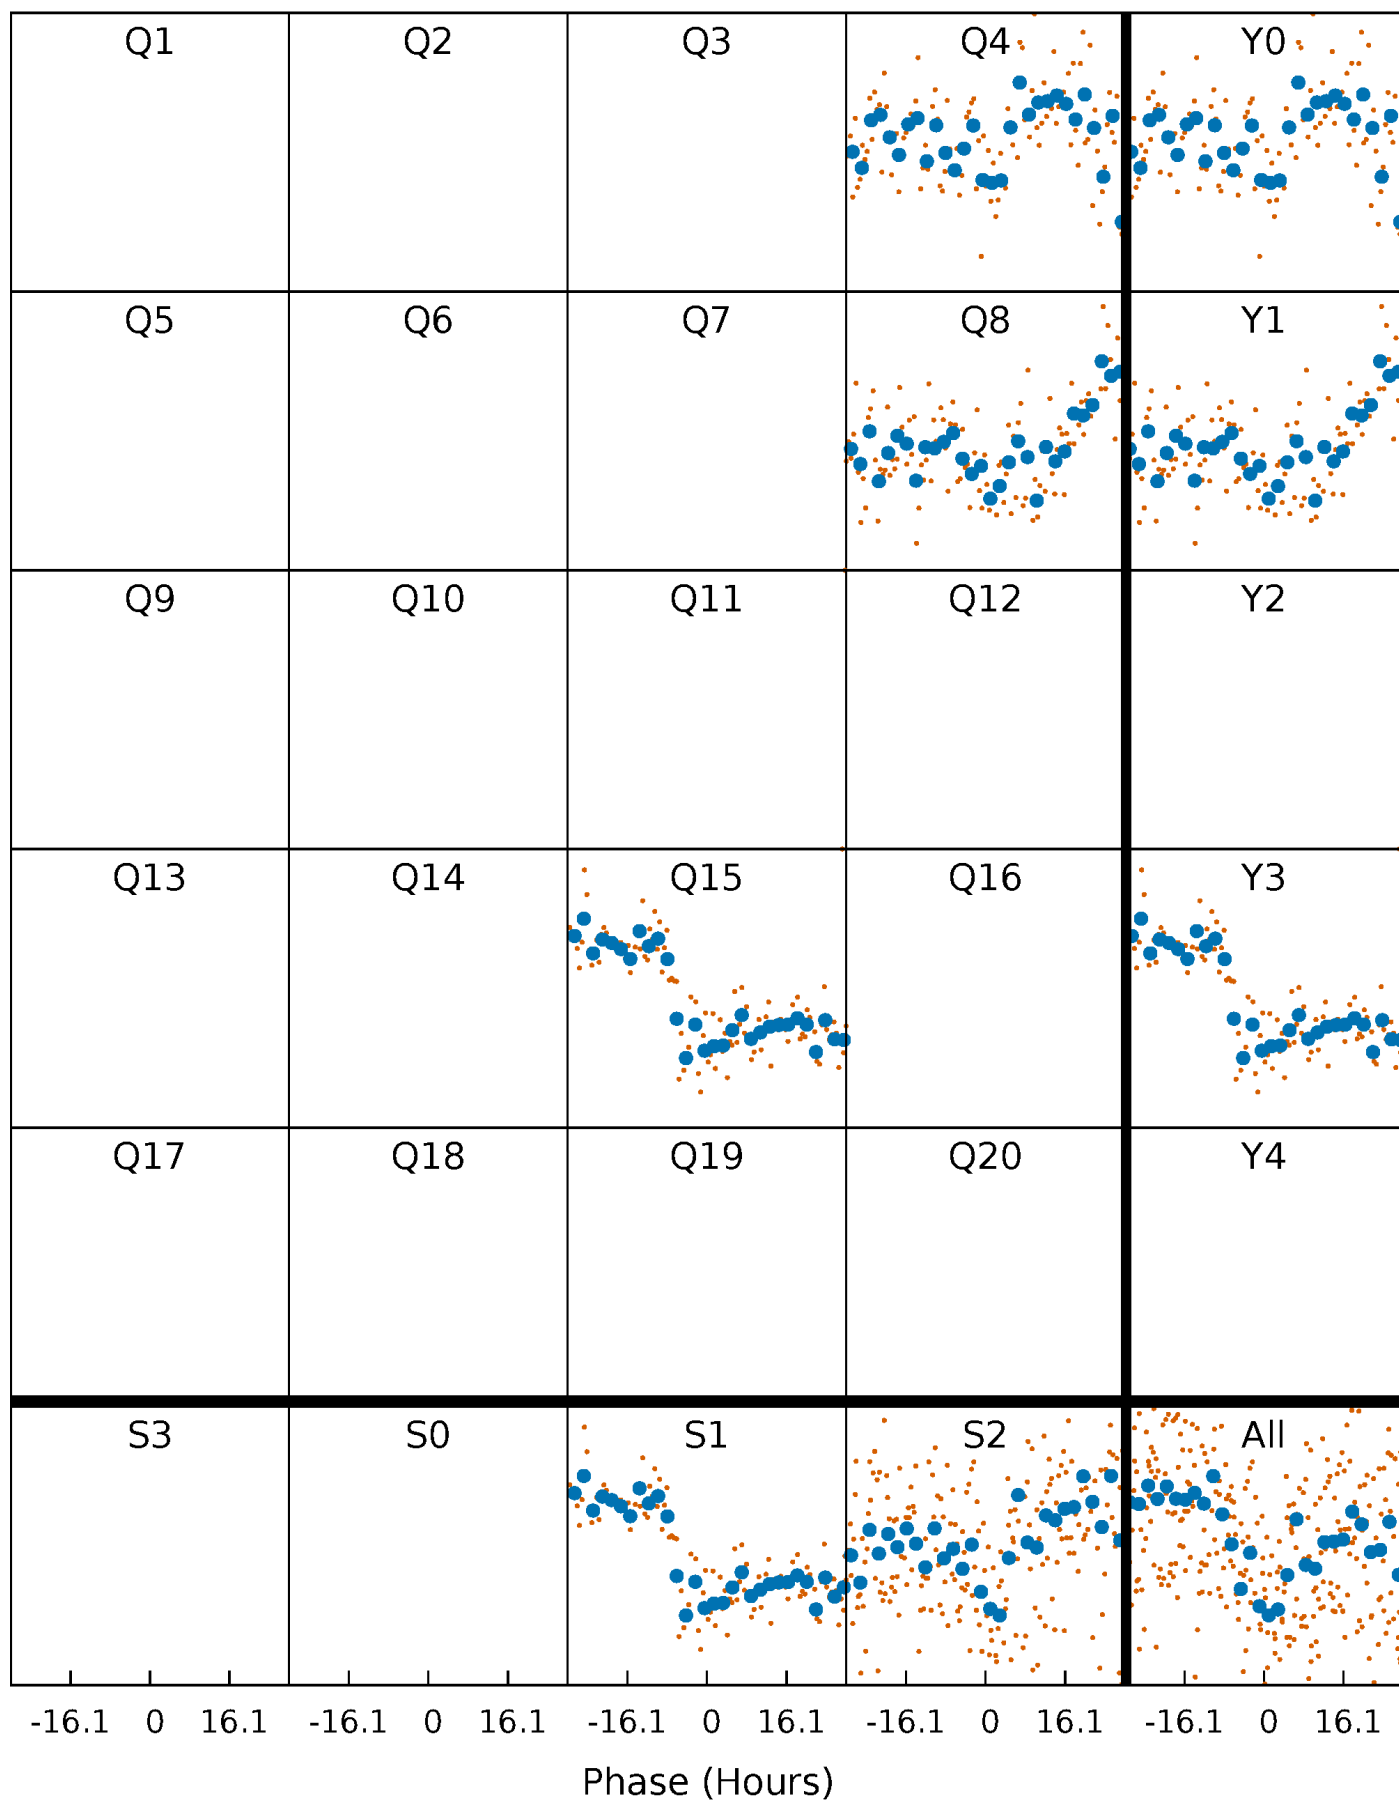 Q1 Q2 Q3 Q4 Y0
Q5 Q6 Q7 Q8 Y1
Q9 Q10 Q11 Q12 Y2
Q13 Q14 Q15 Q16 Y3
Q17 Q18 Q19 Q20 Y4
S3 S0 S1 S2 All
-16.1 0 16.1 -16.1 0 16.1 -16.1 0 16.1 -16.1 0 16.1 -16.1 0 16.1
Phase (Hours)